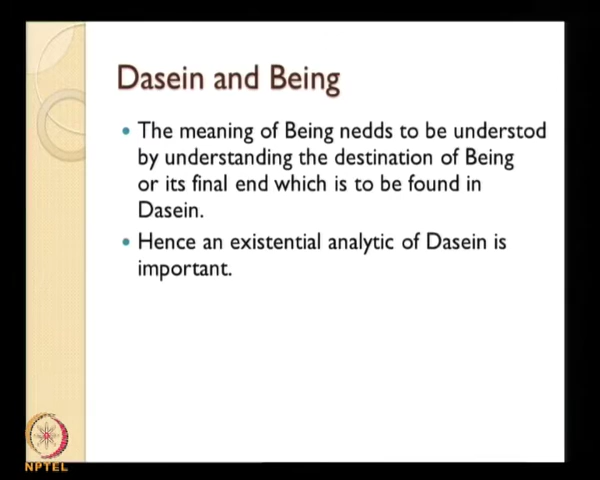 Dasein and Being
• The meaning of Being nedds to be understod
by understanding the destination of Being
or its final end which is to be found in
Dasein.
• Hence an existential analytic of Dasein is
important.
NPTEL